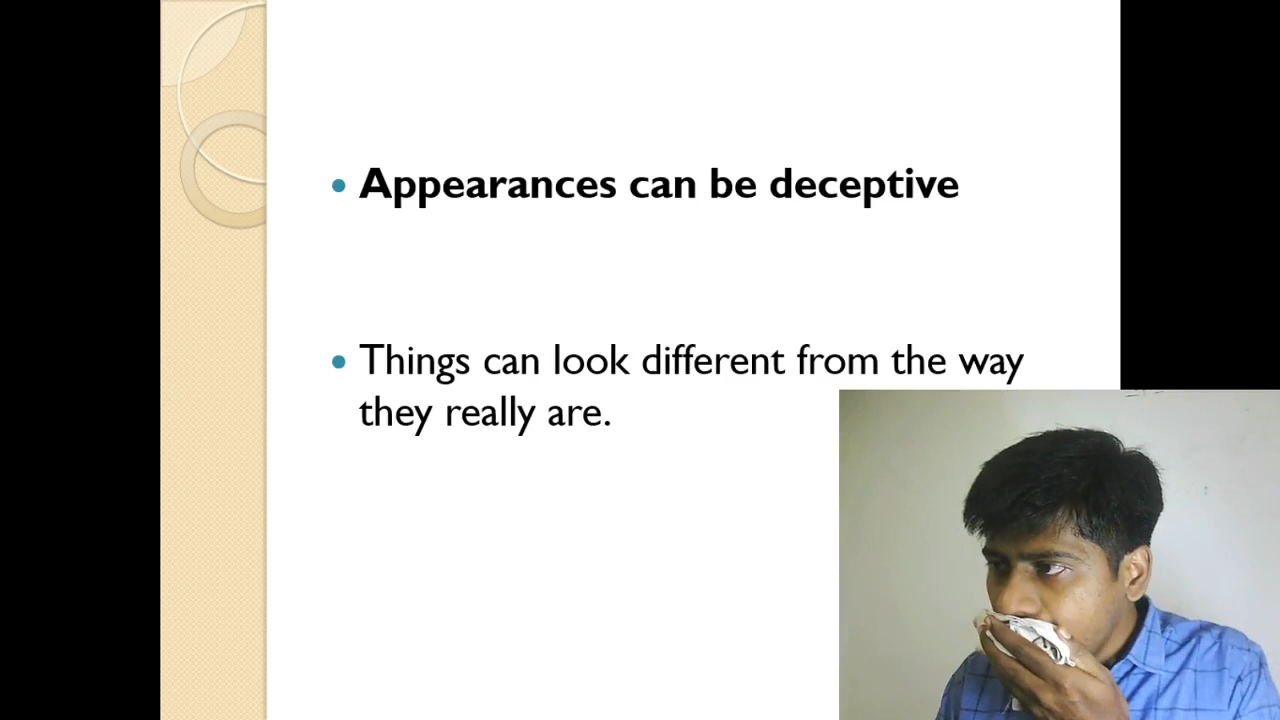 Appearances can be deceptive
Things can look different from the way
they really are.